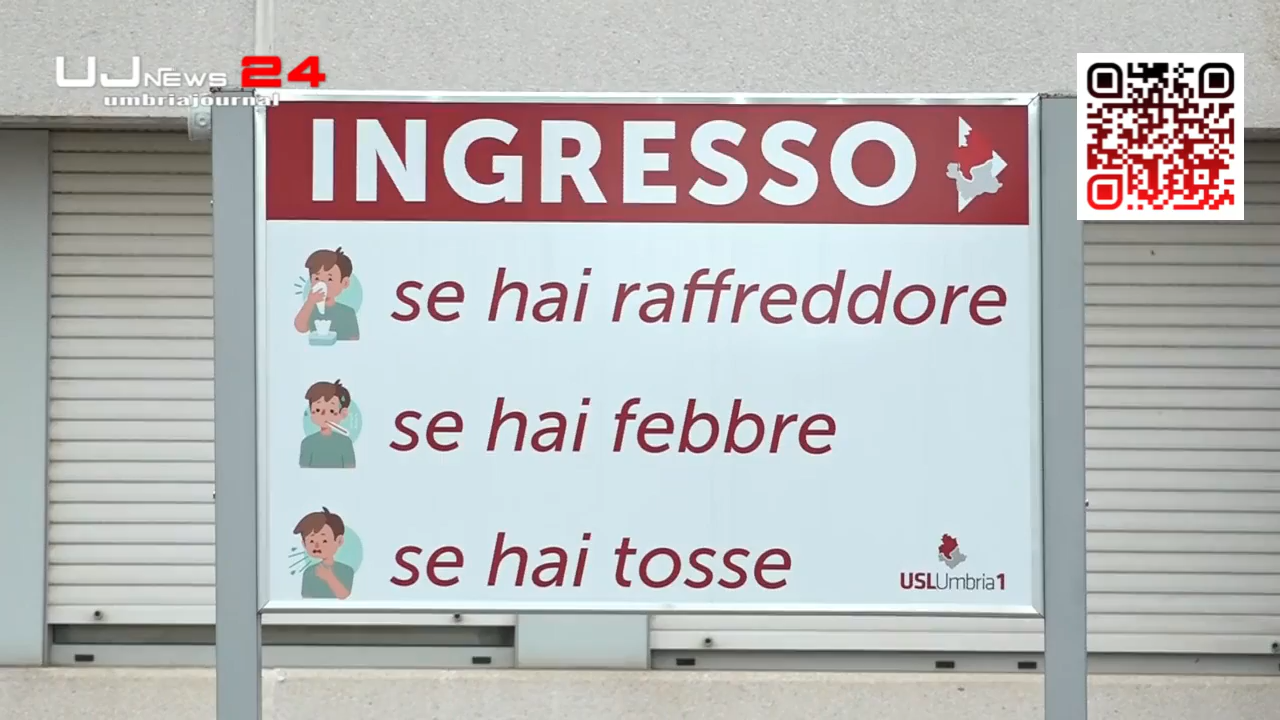 UJ NEWS 24
umbriajournal
INGRESSO
se hai raffreddore
se hai febbre
se hai tosse
USLUmbria1